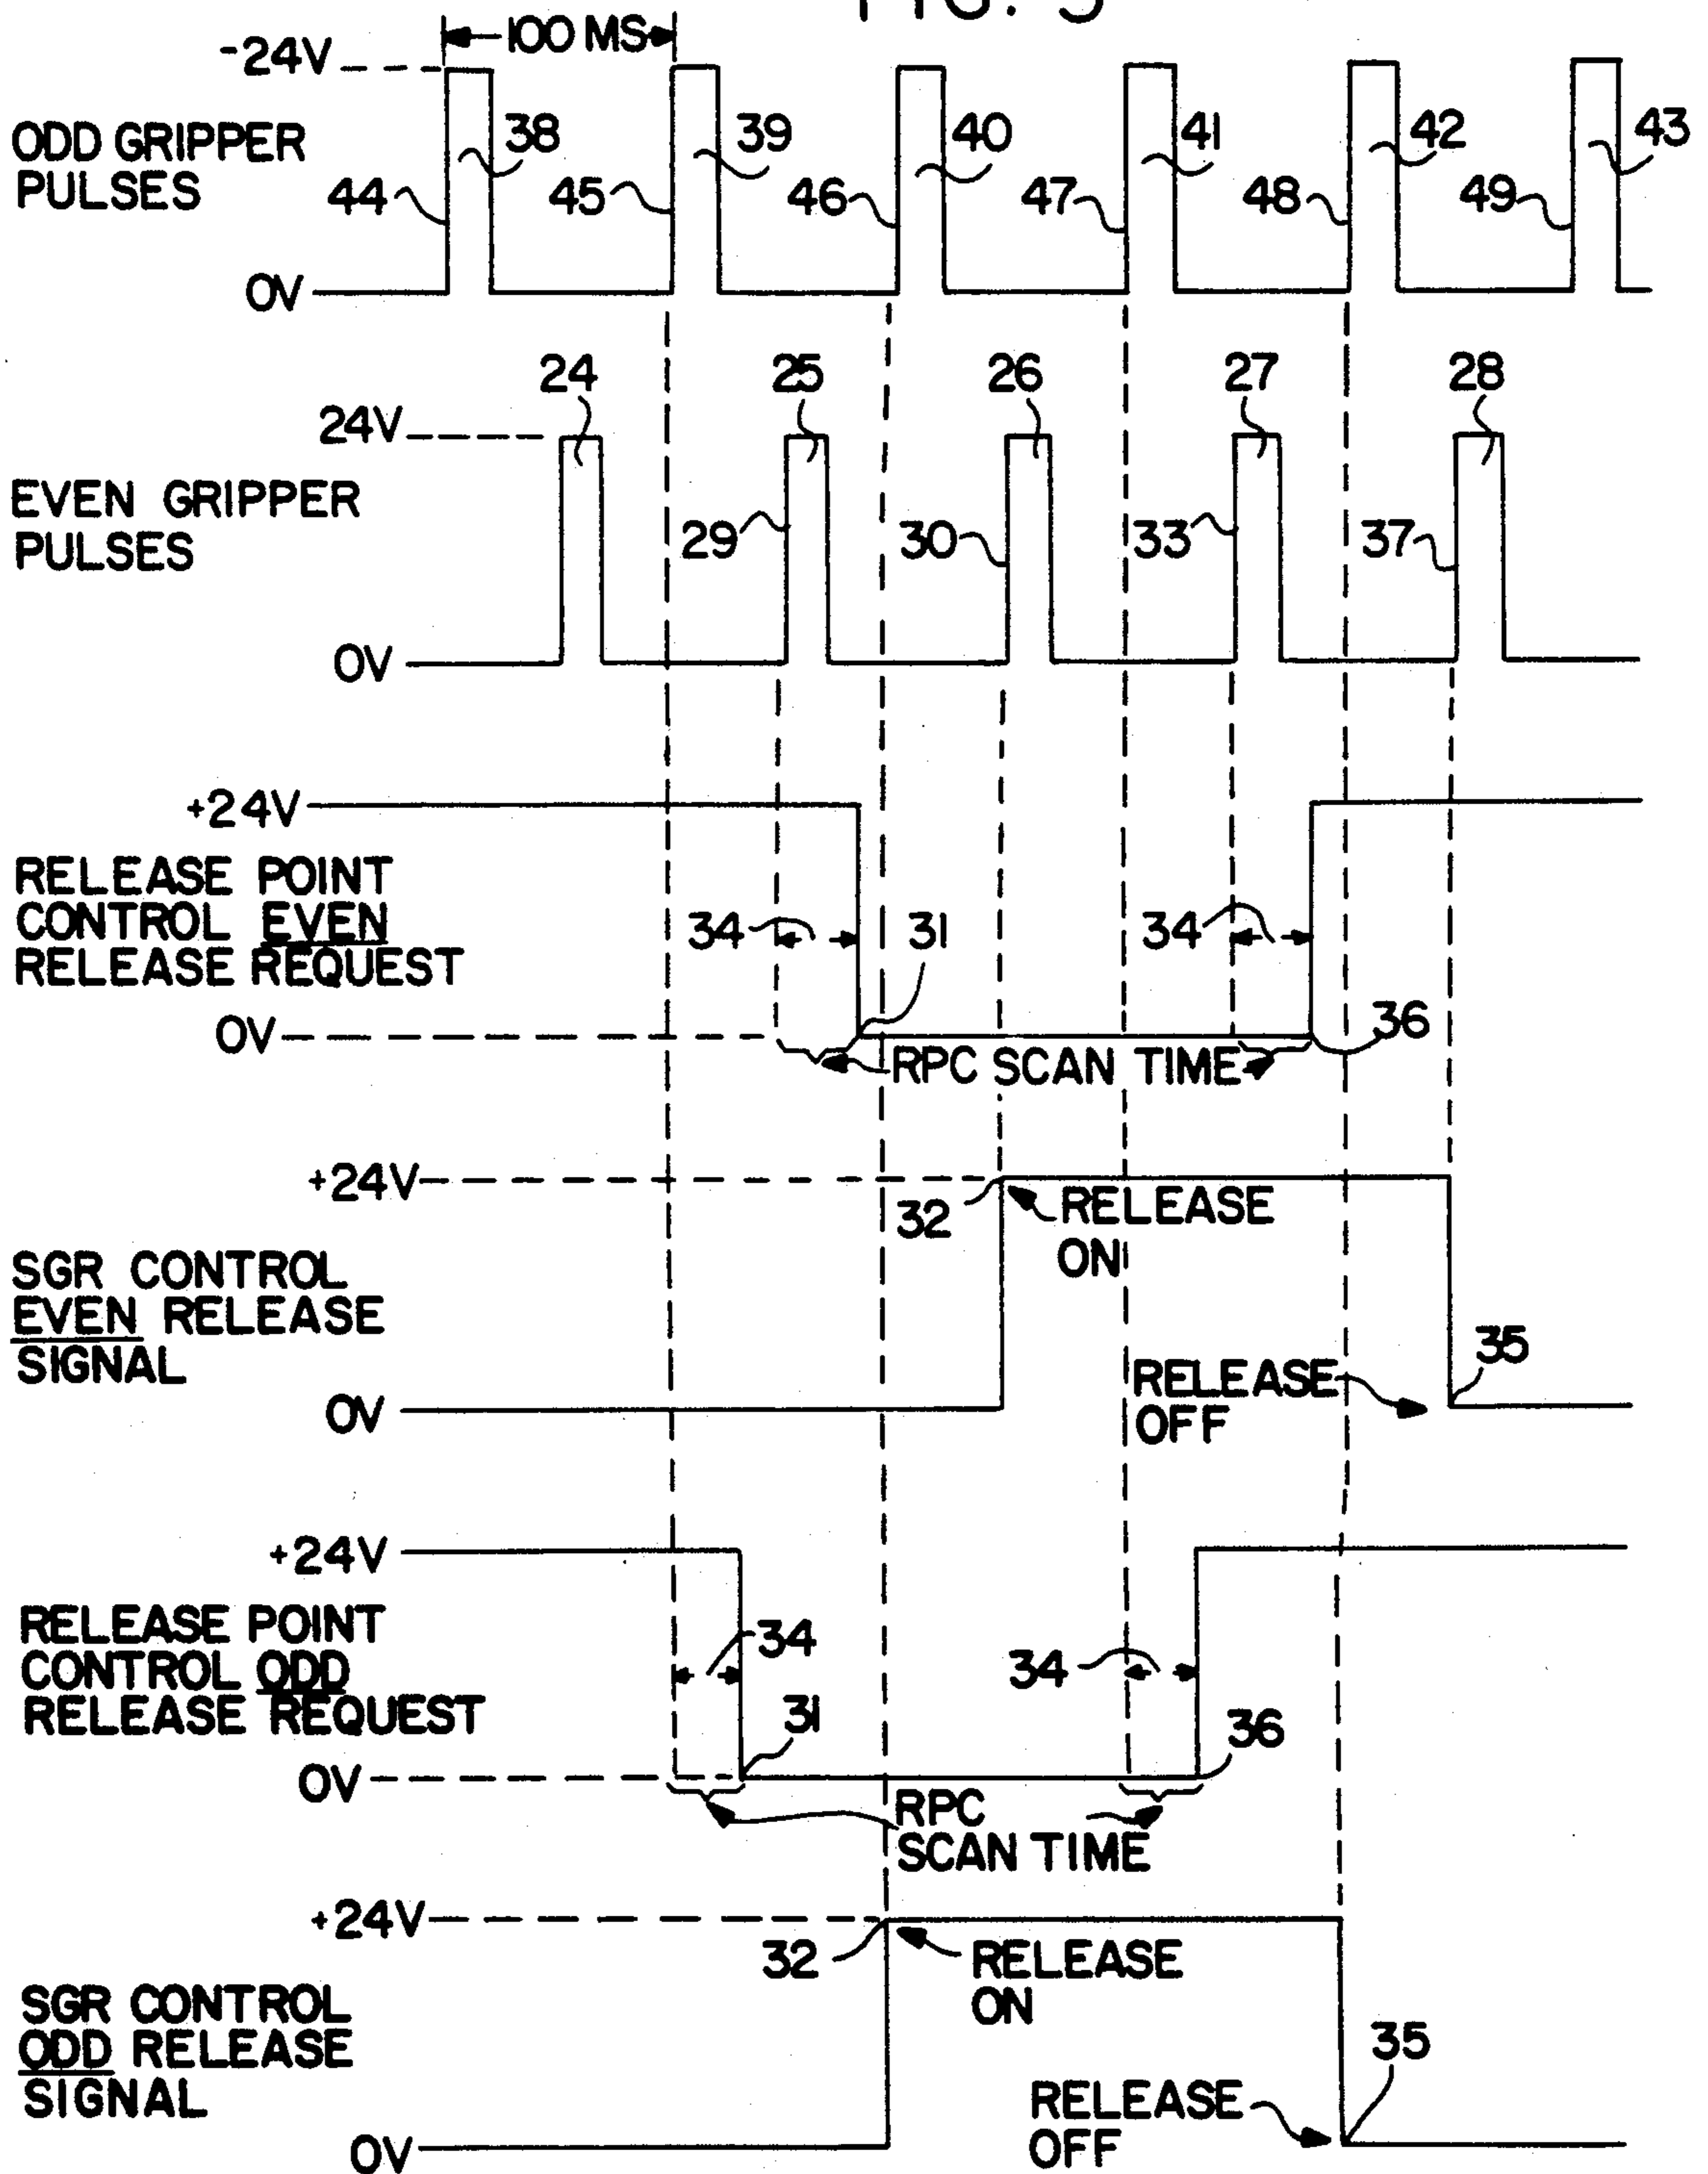 FIG. 5
100 MS
-24V
ODD GRIPPER
PULSES
38 39 40 41 42 43
44 45 46 47 48 49
0V
24 25 26 27 28
24V
EVEN GRIPPER
PULSES
29 30 33 37
0V
+24V
RELEASE POINT
CONTROL EVEN
RELEASE REQUEST
34 31 34
0V
36
RPC SCAN TIME
+24V
32
RELEASE
ON
SGR CONTROL
EVEN RELEASE
SIGNAL
35
RELEASE
OFF
0V
+24V
RELEASE POINT
CONTROL ODD
RELEASE REQUEST
34 34
31 36
0V
RPC
SCAN TIME
+24V
32
RELEASE
ON
SGR CONTROL
ODD RELEASE
SIGNAL
35
RELEASE
OFF
0V